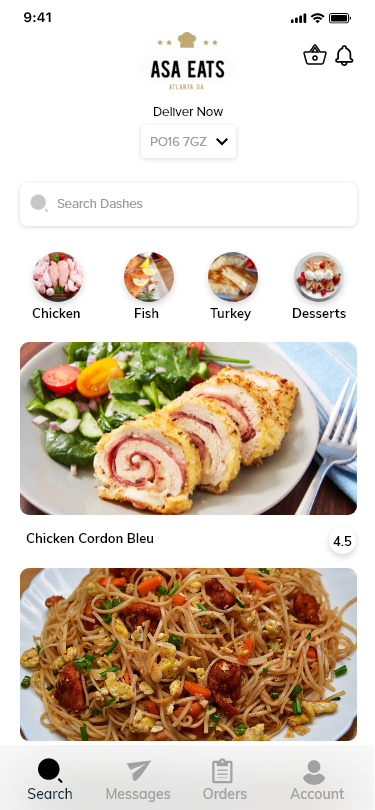 9:41
ASA EATS
ATLANTA.GA
Deliver Now
PO16 7GZ
Search Dashes
Chicken
Fish
Turkey
Desserts
Chicken Cordon Bleu
4.5
Search
Messages
Orders
Account